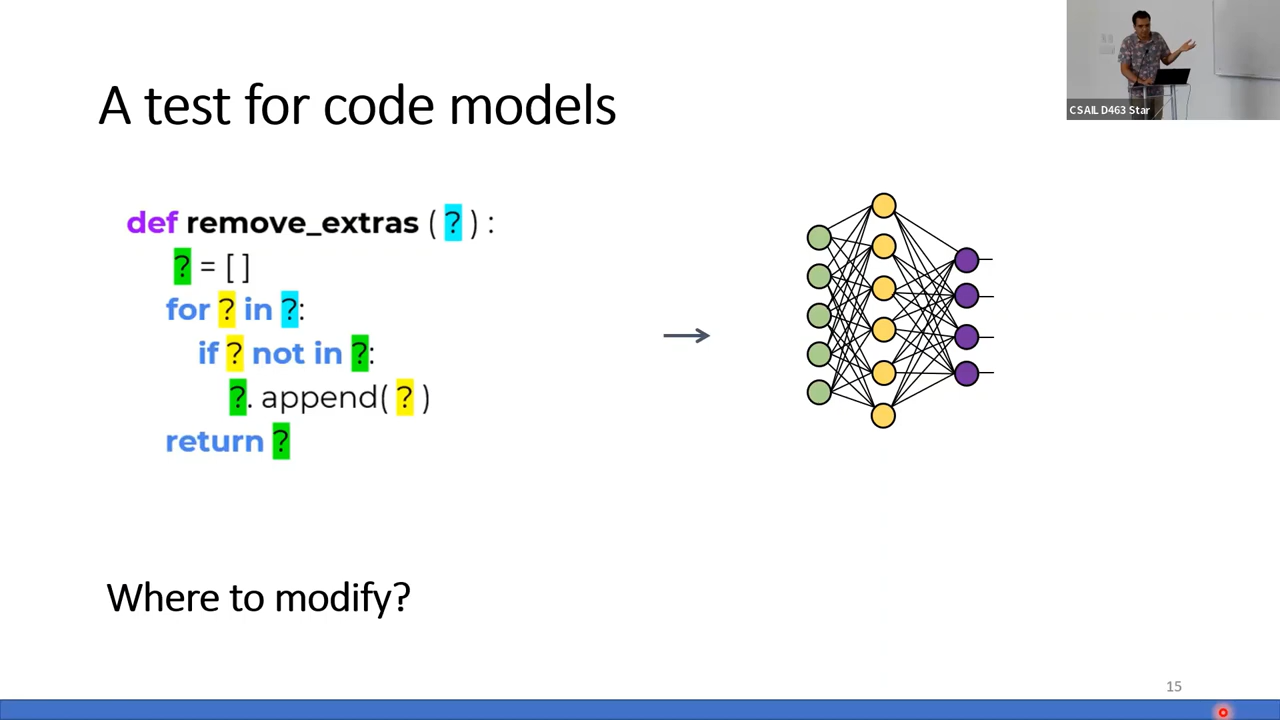 CSAIL D463 Star
A test for code models
def remove_extras ( ? ) :
? = [ ]
for ? in ?:
if ? not in ?:
?. append( ? )
return ?
Where to modify?
15